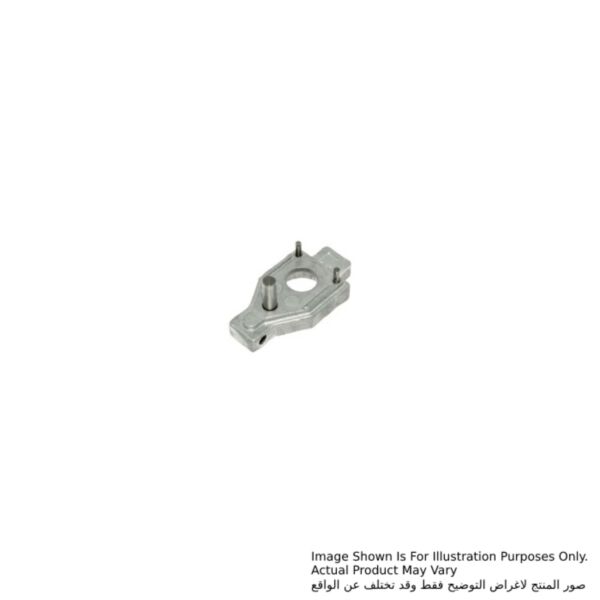 Image Shown Is For Illustration Purposes Only.
Actual Product May Vary
صور المنتج لاغراض التوضيح فقط وقد تختلف عن الواقع